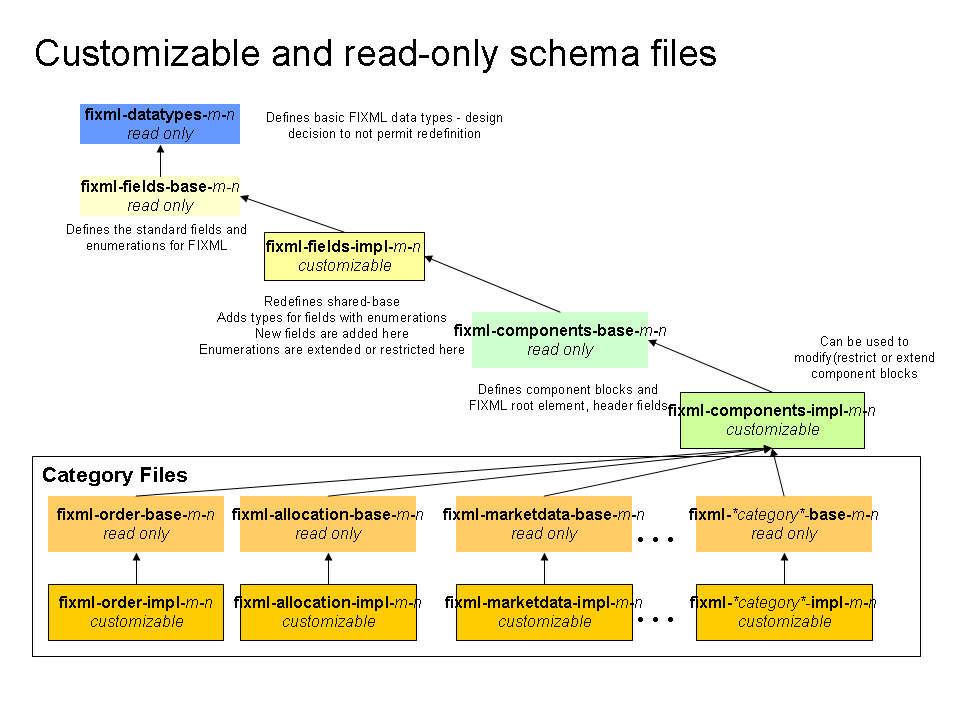 Customizable and read-only schema files
fixml-datatypes-m-n
read only
Defines basic FIXML data types - design
decision to not permit redefinition
fixml-fields-base-m-n
read only
Defines the standard fields and
enumerations for FIXML
fixml-fields-impl-m-n
customizable
Redefines shared-base
Adds types for fields with enumerations
New fields are added here
Enumerations are extended or restricted here
fixml-components-base-m-n
read only
Defines component blocks and
FIXML root element, header fields
Can be used to
modify(restrict or extend
component blocks
fixml-components-impl-m-n
customizable
Category Files
fixml-order-base-m-n
read only
fixml-allocation-base-m-n
read only
fixml-marketdata-base-m-n
read only
. . .
fixml-*category*-base-m-n
read only
fixml-order-impl-m-n
customizable
fixml-allocation-impl-m-n
customizable
fixml-marketdata-impl-m-n
customizable
. . .
fixml-*category*-impl-m-n
customizable